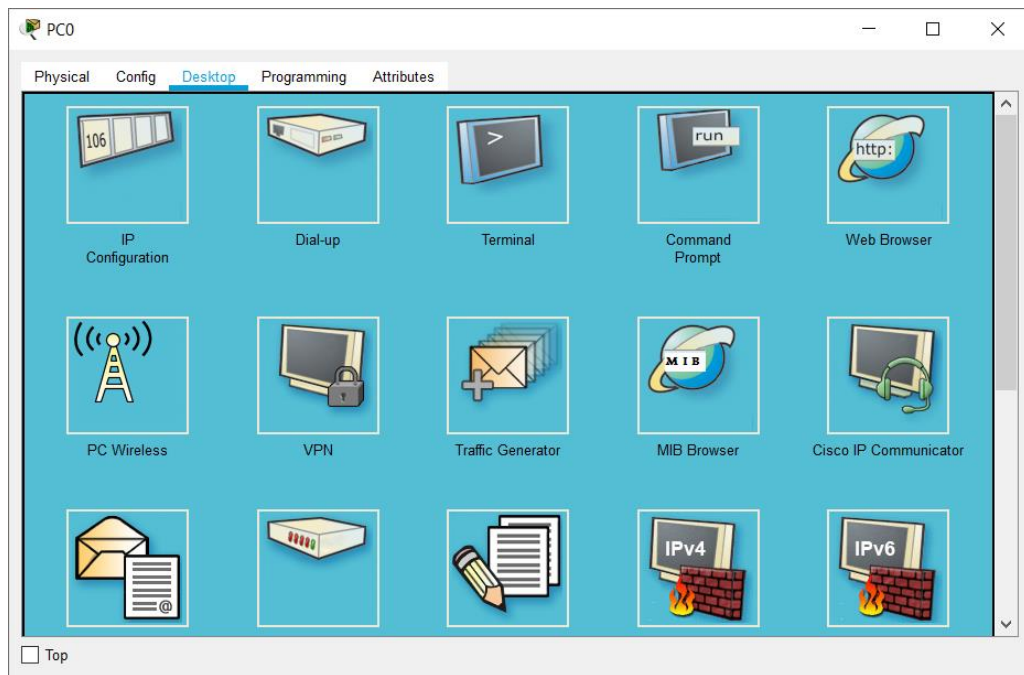 PC0
Physical Config Desktop Programming Attributes
106
>
run
http:
IP
Configuration
Dial-up
Terminal
Command
Prompt
Web Browser
MIB
PC Wireless
VPN
Traffic Generator
MIB Browser
Cisco IP Communicator
@
IPv4
IPv6
Top